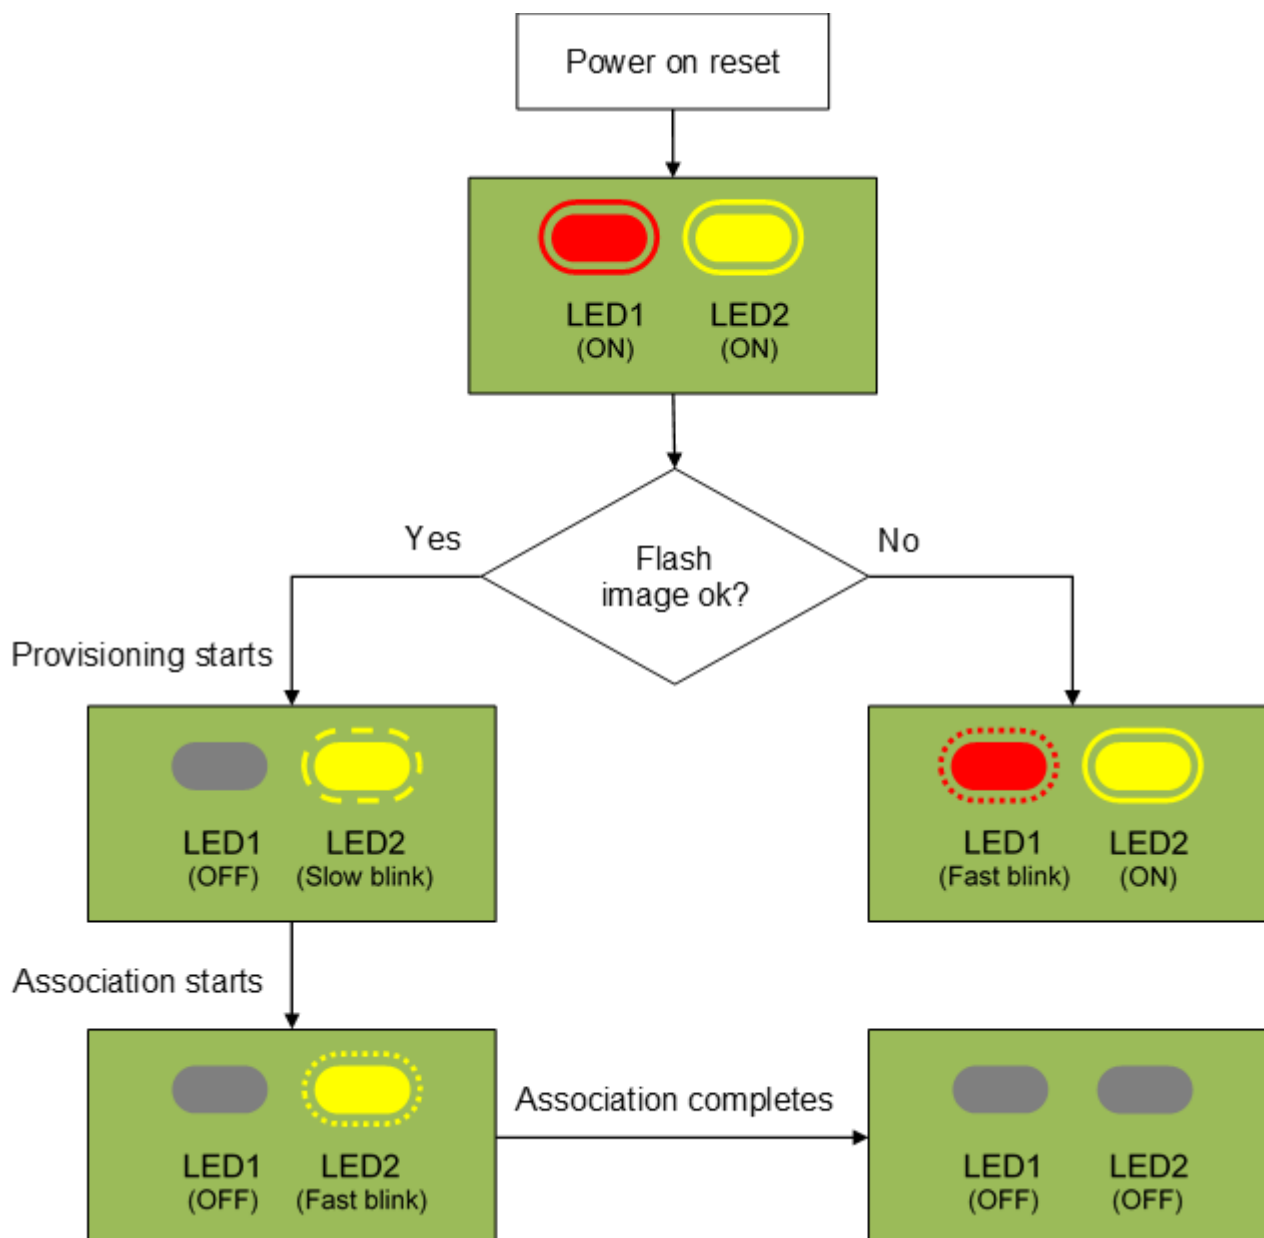 Power on reset
LED1 LED2
(ON) (ON)
Yes
No
Flash
image ok?
Provisioning starts
LED1 LED2
(OFF) (Slow blink)
LED1 LED2
(Fast blink) (ON)
Association starts
LED1 LED2
(OFF) (Fast blink)
Association completes
LED1 LED2
(OFF) (OFF)